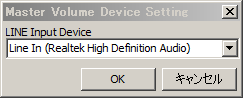 Master Volume Device Setting
LINE Input Device
Line In (Realtek High Definition Audio)
OK
キャンセル